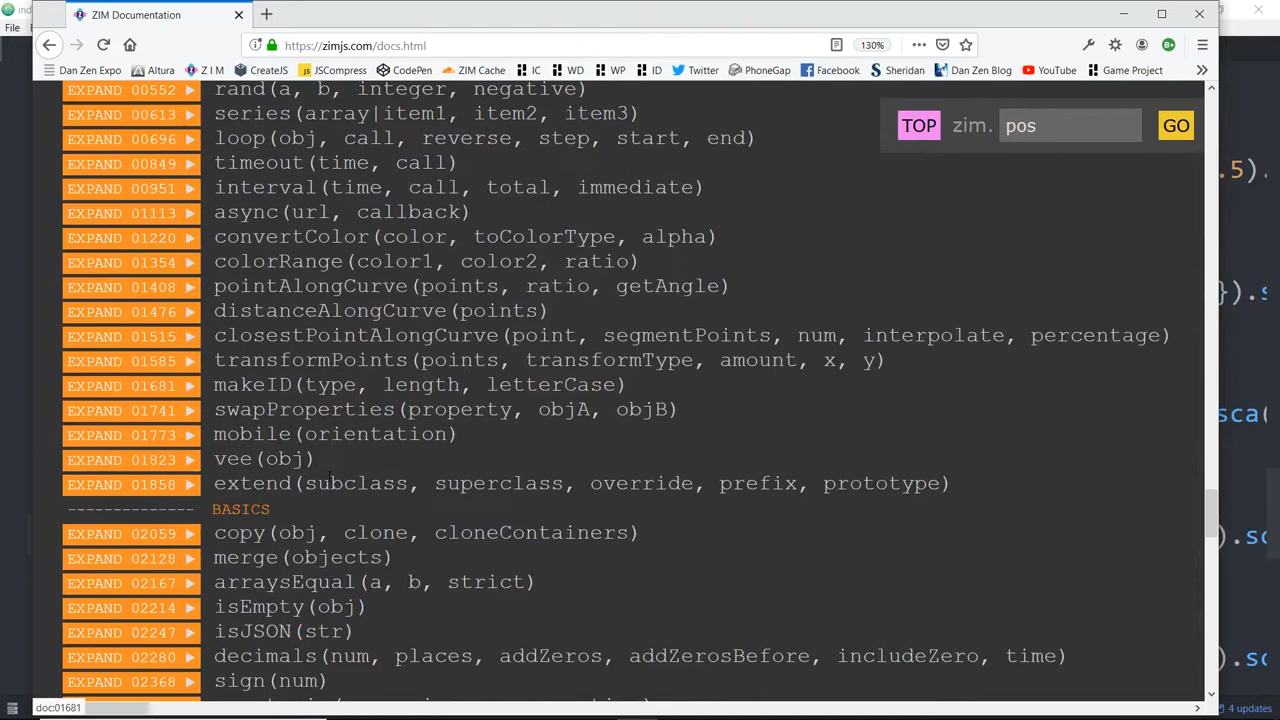 ind
ZIM Documentation
File
https://zimjs.com/docs.html
130%
Dan Zen Expo
Altura
Z I M
CreateJS
JSCompress
CodePen
ZIM Cache
IC
WD
WP
ID
Twitter
PhoneGap
Facebook
Sheridan
Dan Zen Blog
YouTube
Game Project
EXPAND 00552 rand(a, b, integer, negative)
EXPAND 00613 series(array|item1, item2, item3)
TOP zim. pos GO
EXPAND 00696 loop(obj, call, reverse, step, start, end)
EXPAND 00849 timeout(time, call)
.5).
EXPAND 00951 interval(time, call, total, immediate)
EXPAND 01113 async(url, callback)
EXPAND 01220 convertColor(color, toColorType, alpha)
EXPAND 01354 colorRange(color1, color2, ratio)
EXPAND 01408 pointAlongCurve(points, ratio, getAngle)
}).s
EXPAND 01476 distanceAlongCurve(points)
EXPAND 01515 closestPointAlongCurve(point, segmentPoints, num, interpolate, percentage)
EXPAND 01585 transformPoints(points, transformType, amount, x, y)
EXPAND 01681 makeID(type, length, letterCase)
EXPAND 01741 swapProperties(property, objA, objB)
sca(
EXPAND 01773 mobile(orientation)
EXPAND 01823 vee(obj)
EXPAND 01858 extend(subclass, superclass, override, prefix, prototype)
-------------- BASICS
EXPAND 02059 copy(obj, clone, cloneContainers)
).sc
EXPAND 02128 merge(objects)
EXPAND 02167 arraysEqual(a, b, strict)
EXPAND 02214 isEmpty(obj)
EXPAND 02247 isJSON(str)
EXPAND 02280 decimals(num, places, addZeros, addZerosBefore, includeZero, time)
).sc
EXPAND 02368 sign(num)
doc:01681
4 updates